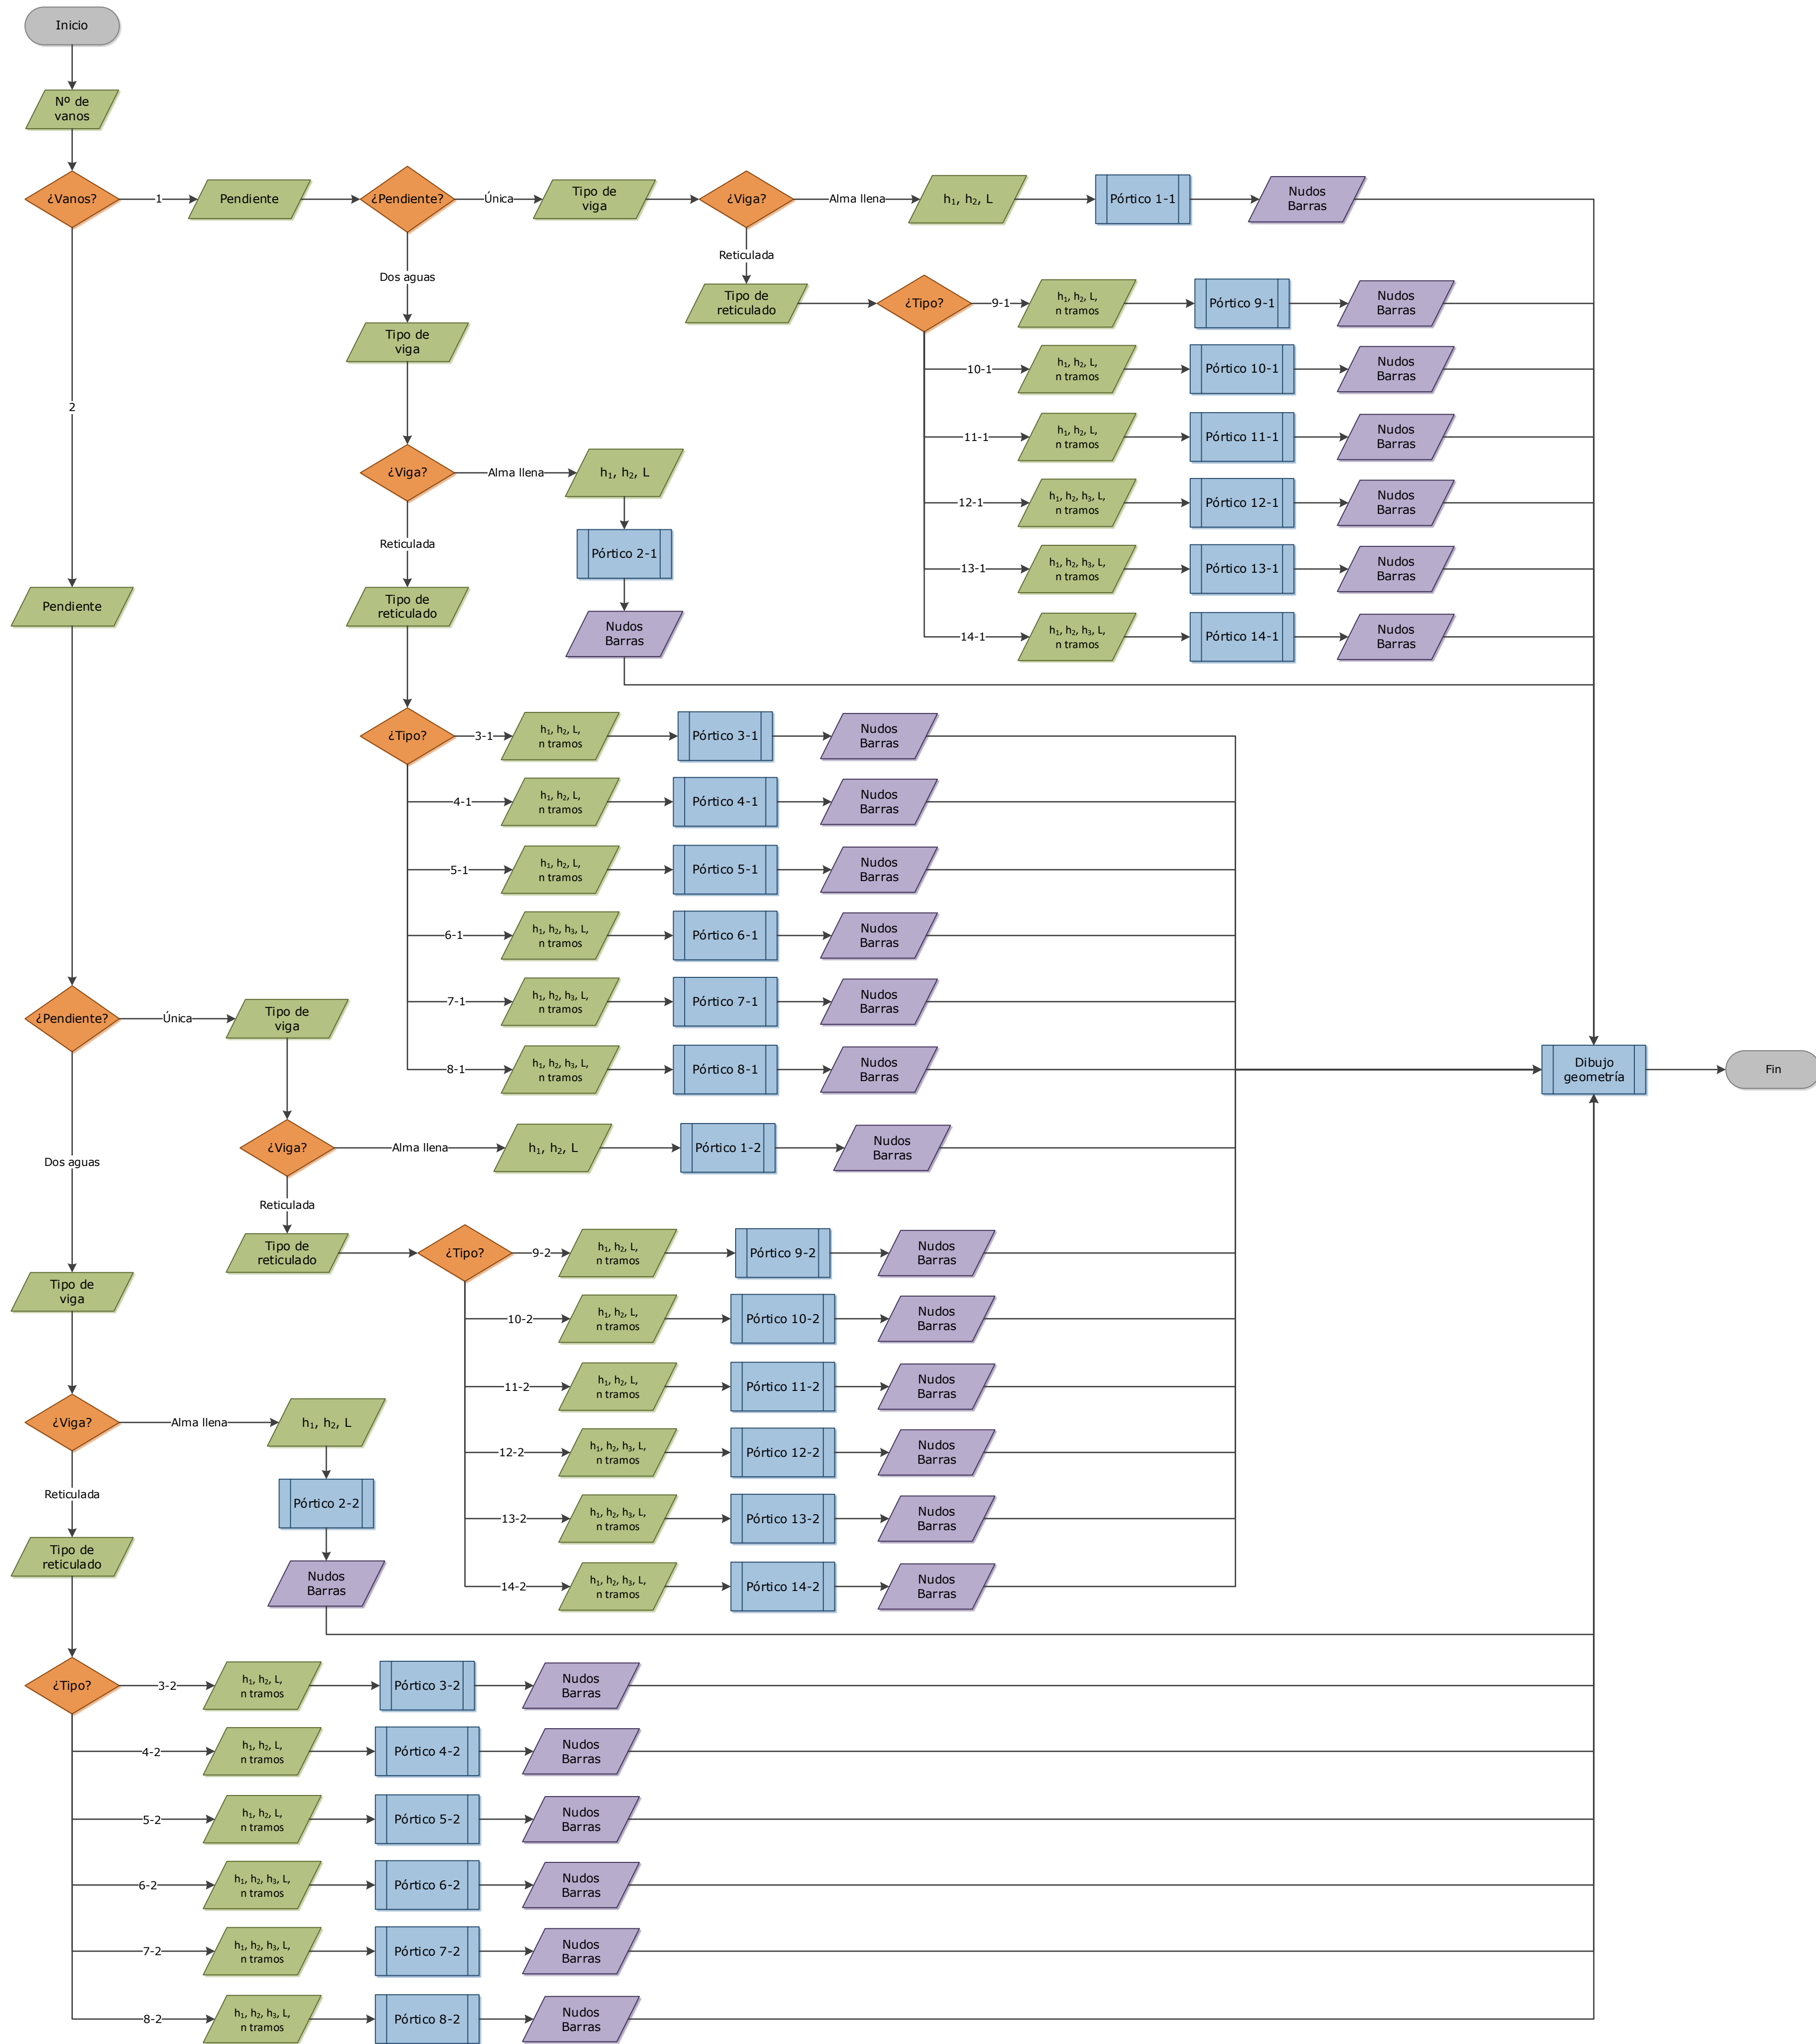 Inicio
Nº de
vanos
¿Vanos?
1
Pendiente
¿Pendiente?
Única
Tipo de
viga
¿Viga?
Alma llena
h₁, h₂, L
Pórtico 1-1
Nudos
Barras
Reticulada
Tipo de
reticulado
¿Tipo?
9-1
h₁, h₂, L,
n tramos
Pórtico 9-1
Nudos
Barras
10-1
h₁, h₂, L,
n tramos
Pórtico 10-1
Nudos
Barras
11-1
h₁, h₂, L,
n tramos
Pórtico 11-1
Nudos
Barras
12-1
h₁, h₂, h₃, L,
n tramos
Pórtico 12-1
Nudos
Barras
13-1
h₁, h₂, h₃, L,
n tramos
Pórtico 13-1
Nudos
Barras
14-1
h₁, h₂, h₃, L,
n tramos
Pórtico 14-1
Nudos
Barras
Dos aguas
Tipo de
viga
¿Viga?
Alma llena
h₁, h₂, L
Pórtico 2-1
Nudos
Barras
Reticulada
Tipo de
reticulado
¿Tipo?
3-1
h₁, h₂, L,
n tramos
Pórtico 3-1
Nudos
Barras
4-1
h₁, h₂, L,
n tramos
Pórtico 4-1
Nudos
Barras
5-1
h₁, h₂, L,
n tramos
Pórtico 5-1
Nudos
Barras
6-1
h₁, h₂, h₃, L,
n tramos
Pórtico 6-1
Nudos
Barras
7-1
h₁, h₂, h₃, L,
n tramos
Pórtico 7-1
Nudos
Barras
8-1
h₁, h₂, h₃, L,
n tramos
Pórtico 8-1
Nudos
Barras
2
Pendiente
¿Pendiente?
Única
Tipo de
viga
¿Viga?
Alma llena
h₁, h₂, L
Pórtico 1-2
Nudos
Barras
Reticulada
Tipo de
reticulado
¿Tipo?
9-2
h₁, h₂, L,
n tramos
Pórtico 9-2
Nudos
Barras
10-2
h₁, h₂, L,
n tramos
Pórtico 10-2
Nudos
Barras
11-2
h₁, h₂, L,
n tramos
Pórtico 11-2
Nudos
Barras
12-2
h₁, h₂, h₃, L,
n tramos
Pórtico 12-2
Nudos
Barras
13-2
h₁, h₂, h₃, L,
n tramos
Pórtico 13-2
Nudos
Barras
14-2
h₁, h₂, h₃, L,
n tramos
Pórtico 14-2
Nudos
Barras
Dos aguas
Tipo de
viga
¿Viga?
Alma llena
h₁, h₂, L
Pórtico 2-2
Nudos
Barras
Reticulada
Tipo de
reticulado
¿Tipo?
3-2
h₁, h₂, L,
n tramos
Pórtico 3-2
Nudos
Barras
4-2
h₁, h₂, L,
n tramos
Pórtico 4-2
Nudos
Barras
5-2
h₁, h₂, L,
n tramos
Pórtico 5-2
Nudos
Barras
6-2
h₁, h₂, h₃, L,
n tramos
Pórtico 6-2
Nudos
Barras
7-2
h₁, h₂, h₃, L,
n tramos
Pórtico 7-2
Nudos
Barras
8-2
h₁, h₂, h₃, L,
n tramos
Pórtico 8-2
Nudos
Barras
Dibujo
geometría
Fin